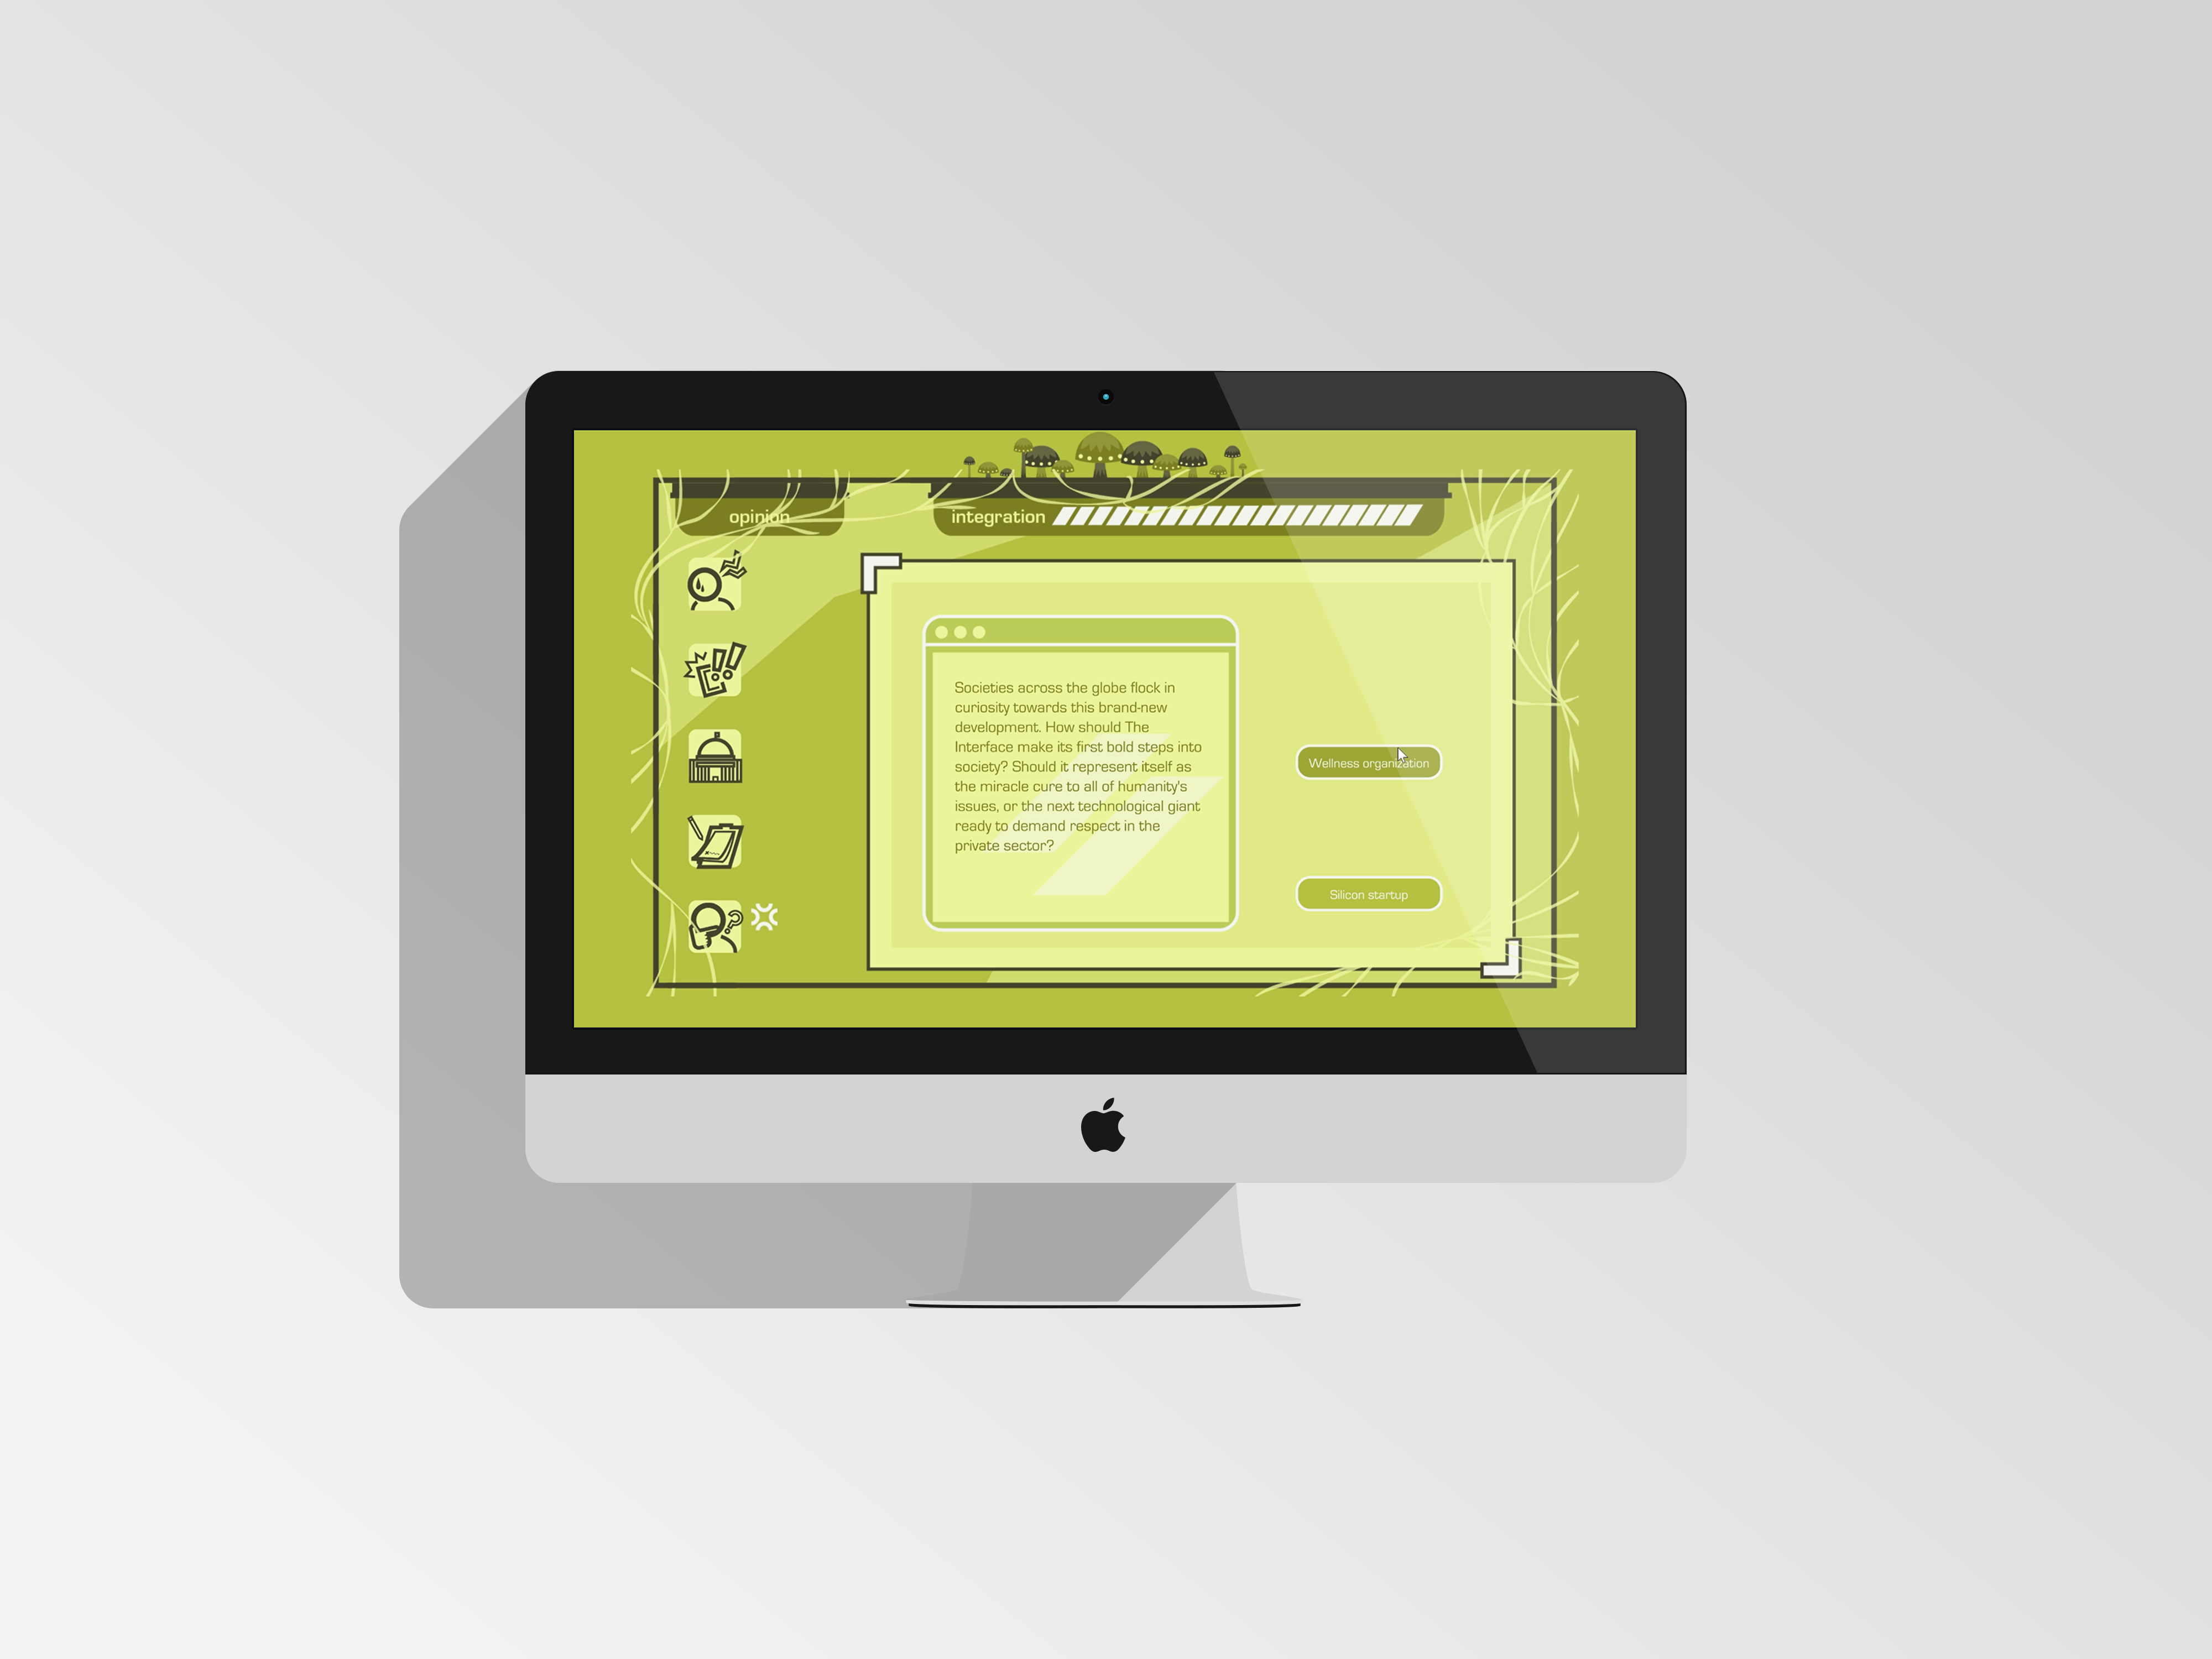 opinion
integration
Societies across the globe flock in
curiosity towards this brand-new
development. How should The
Interface make its first bold steps into
society? Should it represent itself as
the miracle cure to all of humanity's
issues, or the next technological giant
ready to demand respect in the
private sector?
Wellness organization
Silicon startup